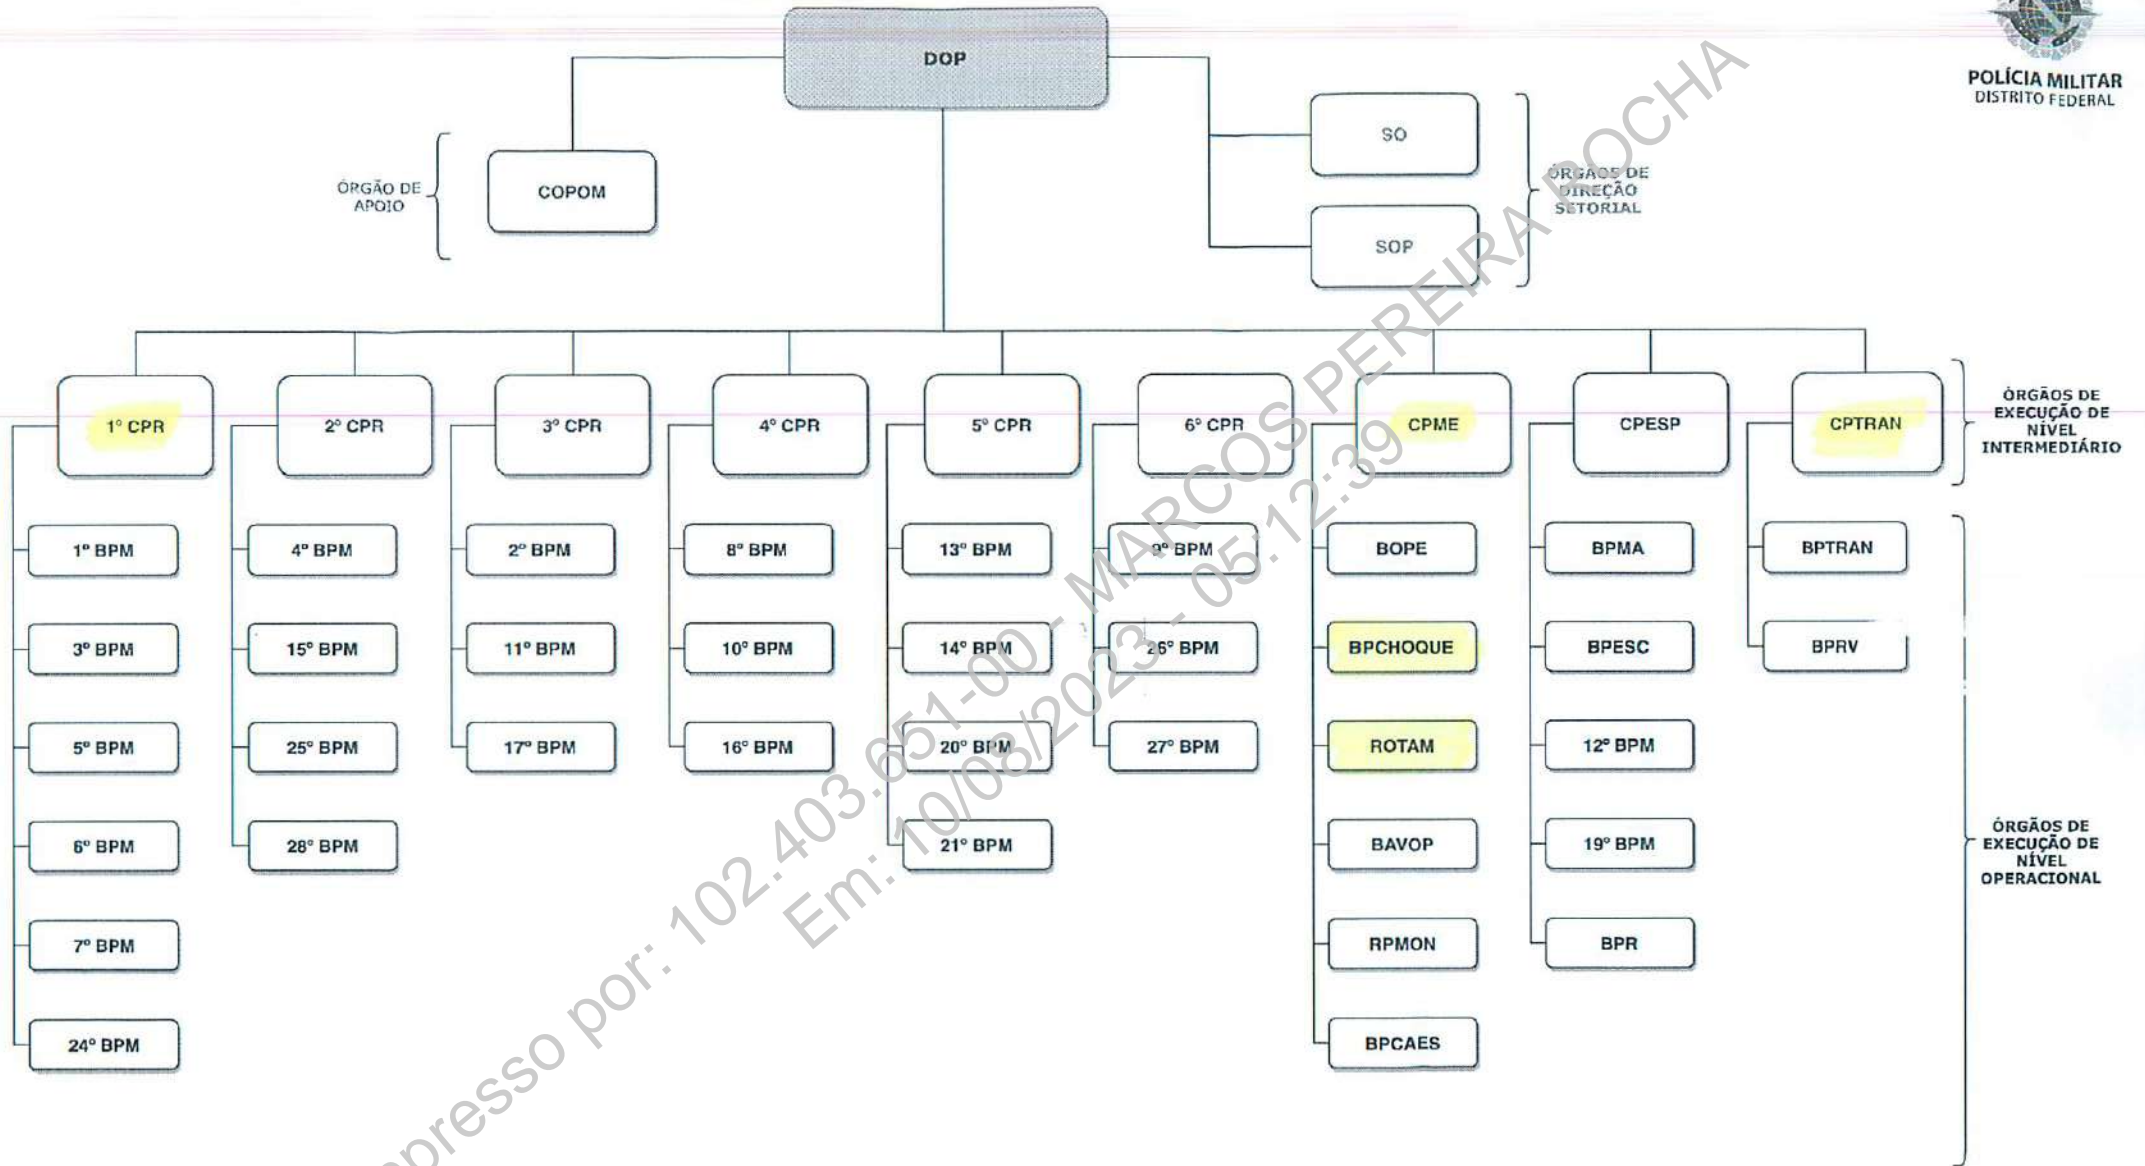 DOP
POLÍCIA MILITAR
DISTRITO FEDERAL
SO
ÓRGÃO DE
APOIO
COPOM
ÓRGÃOS DE
DIREÇÃO
SETORIAL
SOP
1º CPR
2º CPR
3º CPR
4º CPR
5º CPR
6º CPR
CPME
CPESP
CPTRAN
ÓRGÃOS DE
EXECUÇÃO DE
NÍVEL
INTERMEDIÁRIO
1º BPM
4º BPM
2º BPM
8º BPM
13º BPM
9º BPM
BOPE
BPMA
BPTRAN
3º BPM
15º BPM
11º BPM
10º BPM
14º BPM
26º BPM
BPCHOQUE
BPESC
BPRV
5º BPM
25º BPM
17º BPM
16º BPM
20º BPM
27º BPM
ROTAM
12º BPM
6º BPM
28º BPM
21º BPM
BAVOP
19º BPM
ÓRGÃOS DE
EXECUÇÃO DE
NÍVEL
OPERACIONAL
7º BPM
RPMON
BPR
24º BPM
BPCAES
presso por: 102.403.651-00 - MARCOS PEREIRA ROCHA
Em: 10/08/2023 - 05:12:39